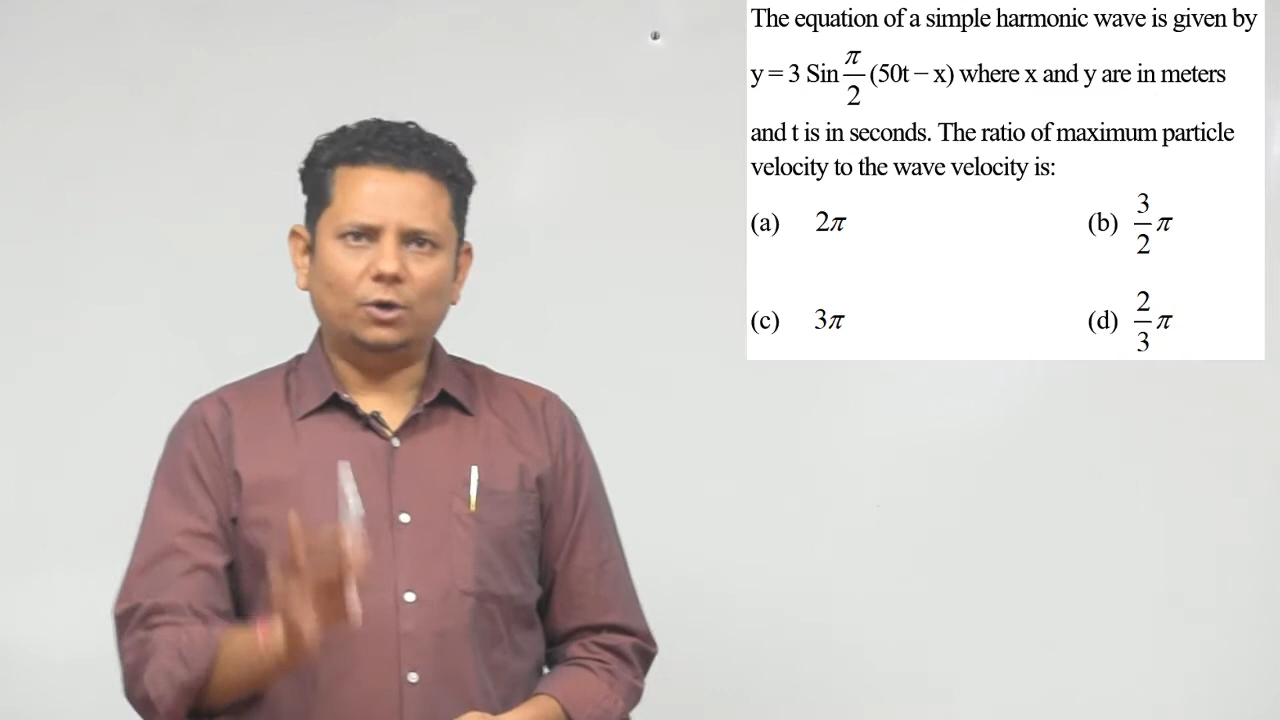 The equation of a simple harmonic wave is given by
y = 3 Sin π/2 (50t − x) where x and y are in meters
and t is in seconds. The ratio of maximum particle
velocity to the wave velocity is:
(a) 2π (b) 3/2 π
(c) 3π (d) 2/3 π